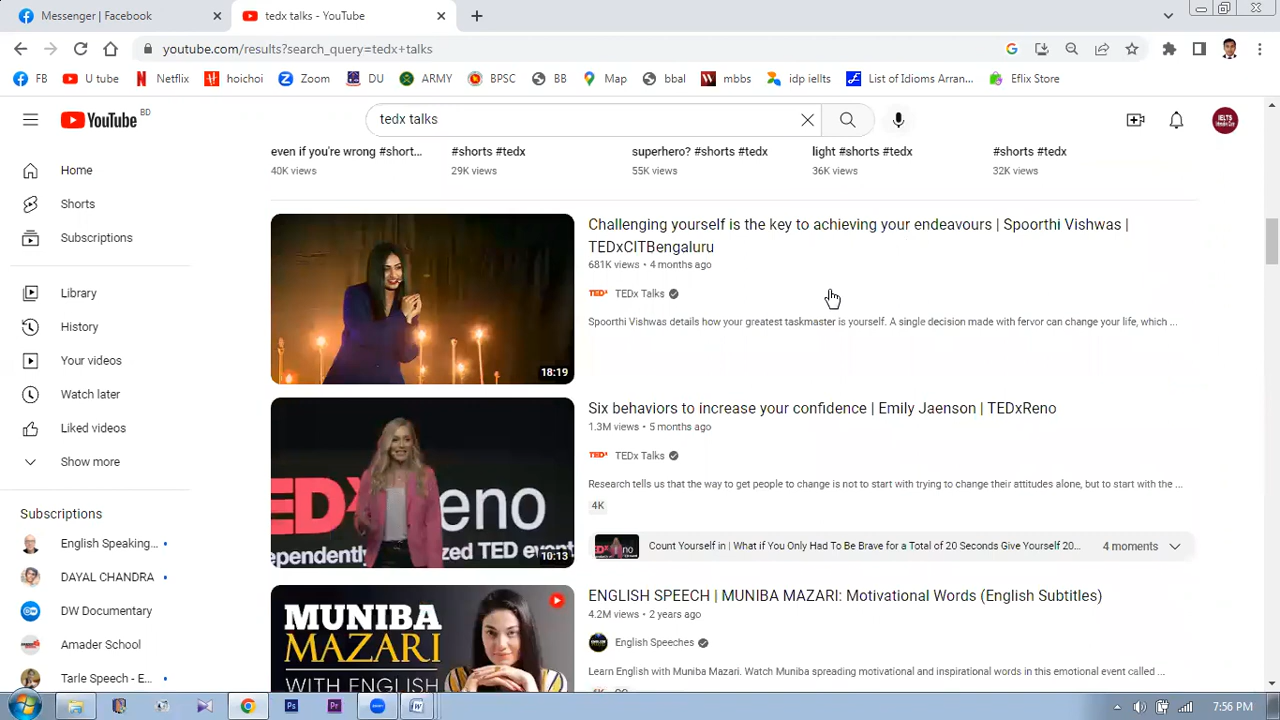 Messenger | Facebook
tedx talks - YouTube
youtube.com/results?search_query=tedx+talks
FB
U tube
Netflix
hoichoi
Zoom
DU
ARMY
BPSC
BB
Map
bbal
mbbs
idp ielts
List of Idioms Arran...
Eflix Store
YouTube BD
tedx talks
Home
Shorts
Subscriptions
Library
History
Your videos
Watch later
Liked videos
Show more
Subscriptions
English Speaking...
DAYAL CHANDRA
DW Documentary
Amader School
Tarle Speech - E...
even if you're wrong #short...
40K views
#shorts #tedx
29K views
superhero? #shorts #tedx
55K views
light #shorts #tedx
36K views
#shorts #tedx
32K views
18:19
Challenging yourself is the key to achieving your endeavours | Spoorthi Vishwas |
TEDxCITBengaluru
681K views • 4 months ago
TEDx TEDx Talks
Spoorthi Vishwas details how your greatest taskmaster is yourself. A single decision made with fervor can change your life, which ...
TEDx Reno
independently organized TED event
10:13
Six behaviors to increase your confidence | Emily Jaenson | TEDxReno
1.3M views • 5 months ago
TEDx TEDx Talks
Research tells us that the way to get people to change is not to start with trying to change their attitudes alone, but to start with the ...
4K
Count Yourself in | What if You Only Had To Be Brave for a Total of 20 Seconds Give Yourself 20...
4 moments
MUNIBA
MAZARI
WITH ENGLISH
ENGLISH SPEECH | MUNIBA MAZARI: Motivational Words (English Subtitles)
4.2M views • 2 years ago
English Speeches
Learn English with Muniba Mazari. Watch Muniba spreading motivational and inspirational words in this emotional event called ...
7:56 PM